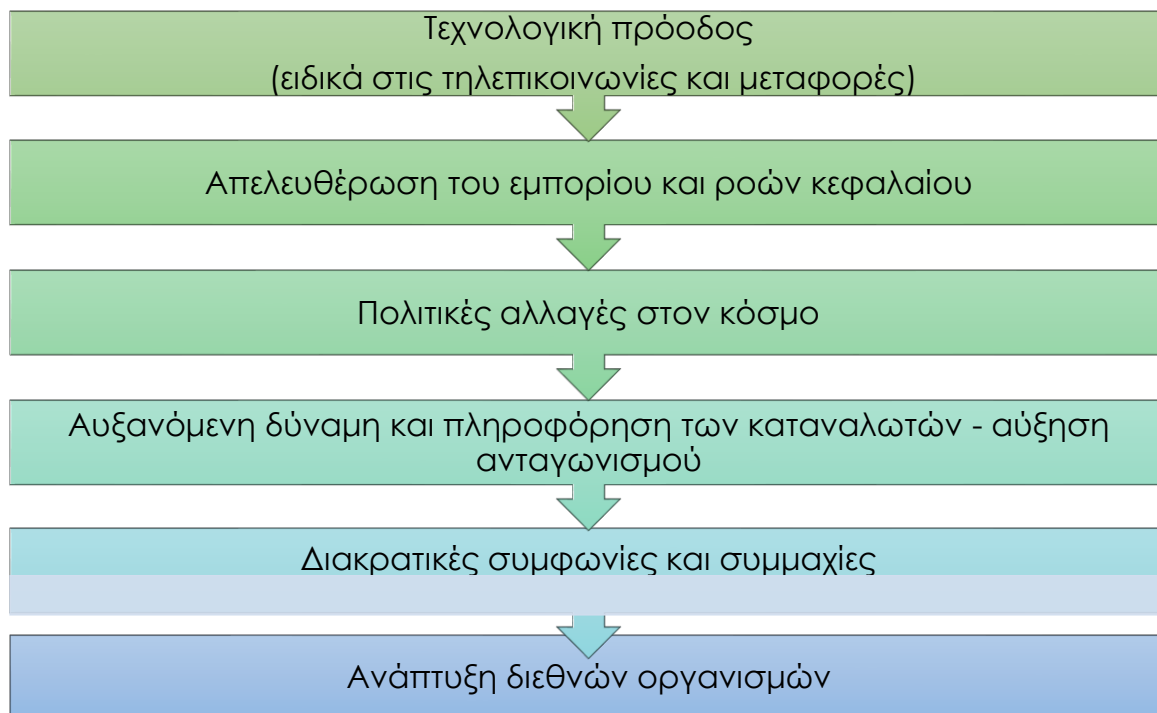 Τεχνολογική πρόοδος
(ειδικά στις τηλεπικοινωνίες και μεταφορές)
Απελευθέρωση του εμπορίου και ροών κεφαλαίου
Πολιτικές αλλαγές στον κόσμο
Αυξανόμενη δύναμη και πληροφόρηση των καταναλωτών - αύξηση
ανταγωνισμού
Διακρατικές συμφωνίες και συμμαχίες
Ανάπτυξη διεθνών οργανισμών